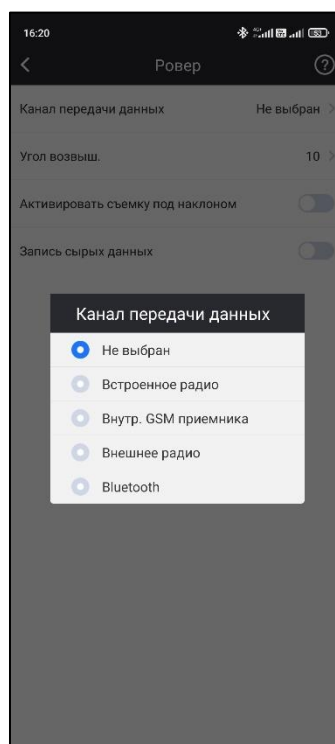 16:20
Ровер
Канал передачи данных Не выбран
Угол возвыш. 10
Активировать съемку под наклоном
Запись сырых данных
Канал передачи данных
Не выбран
Встроенное радио
Внутр. GSM приемника
Внешнее радио
Bluetooth